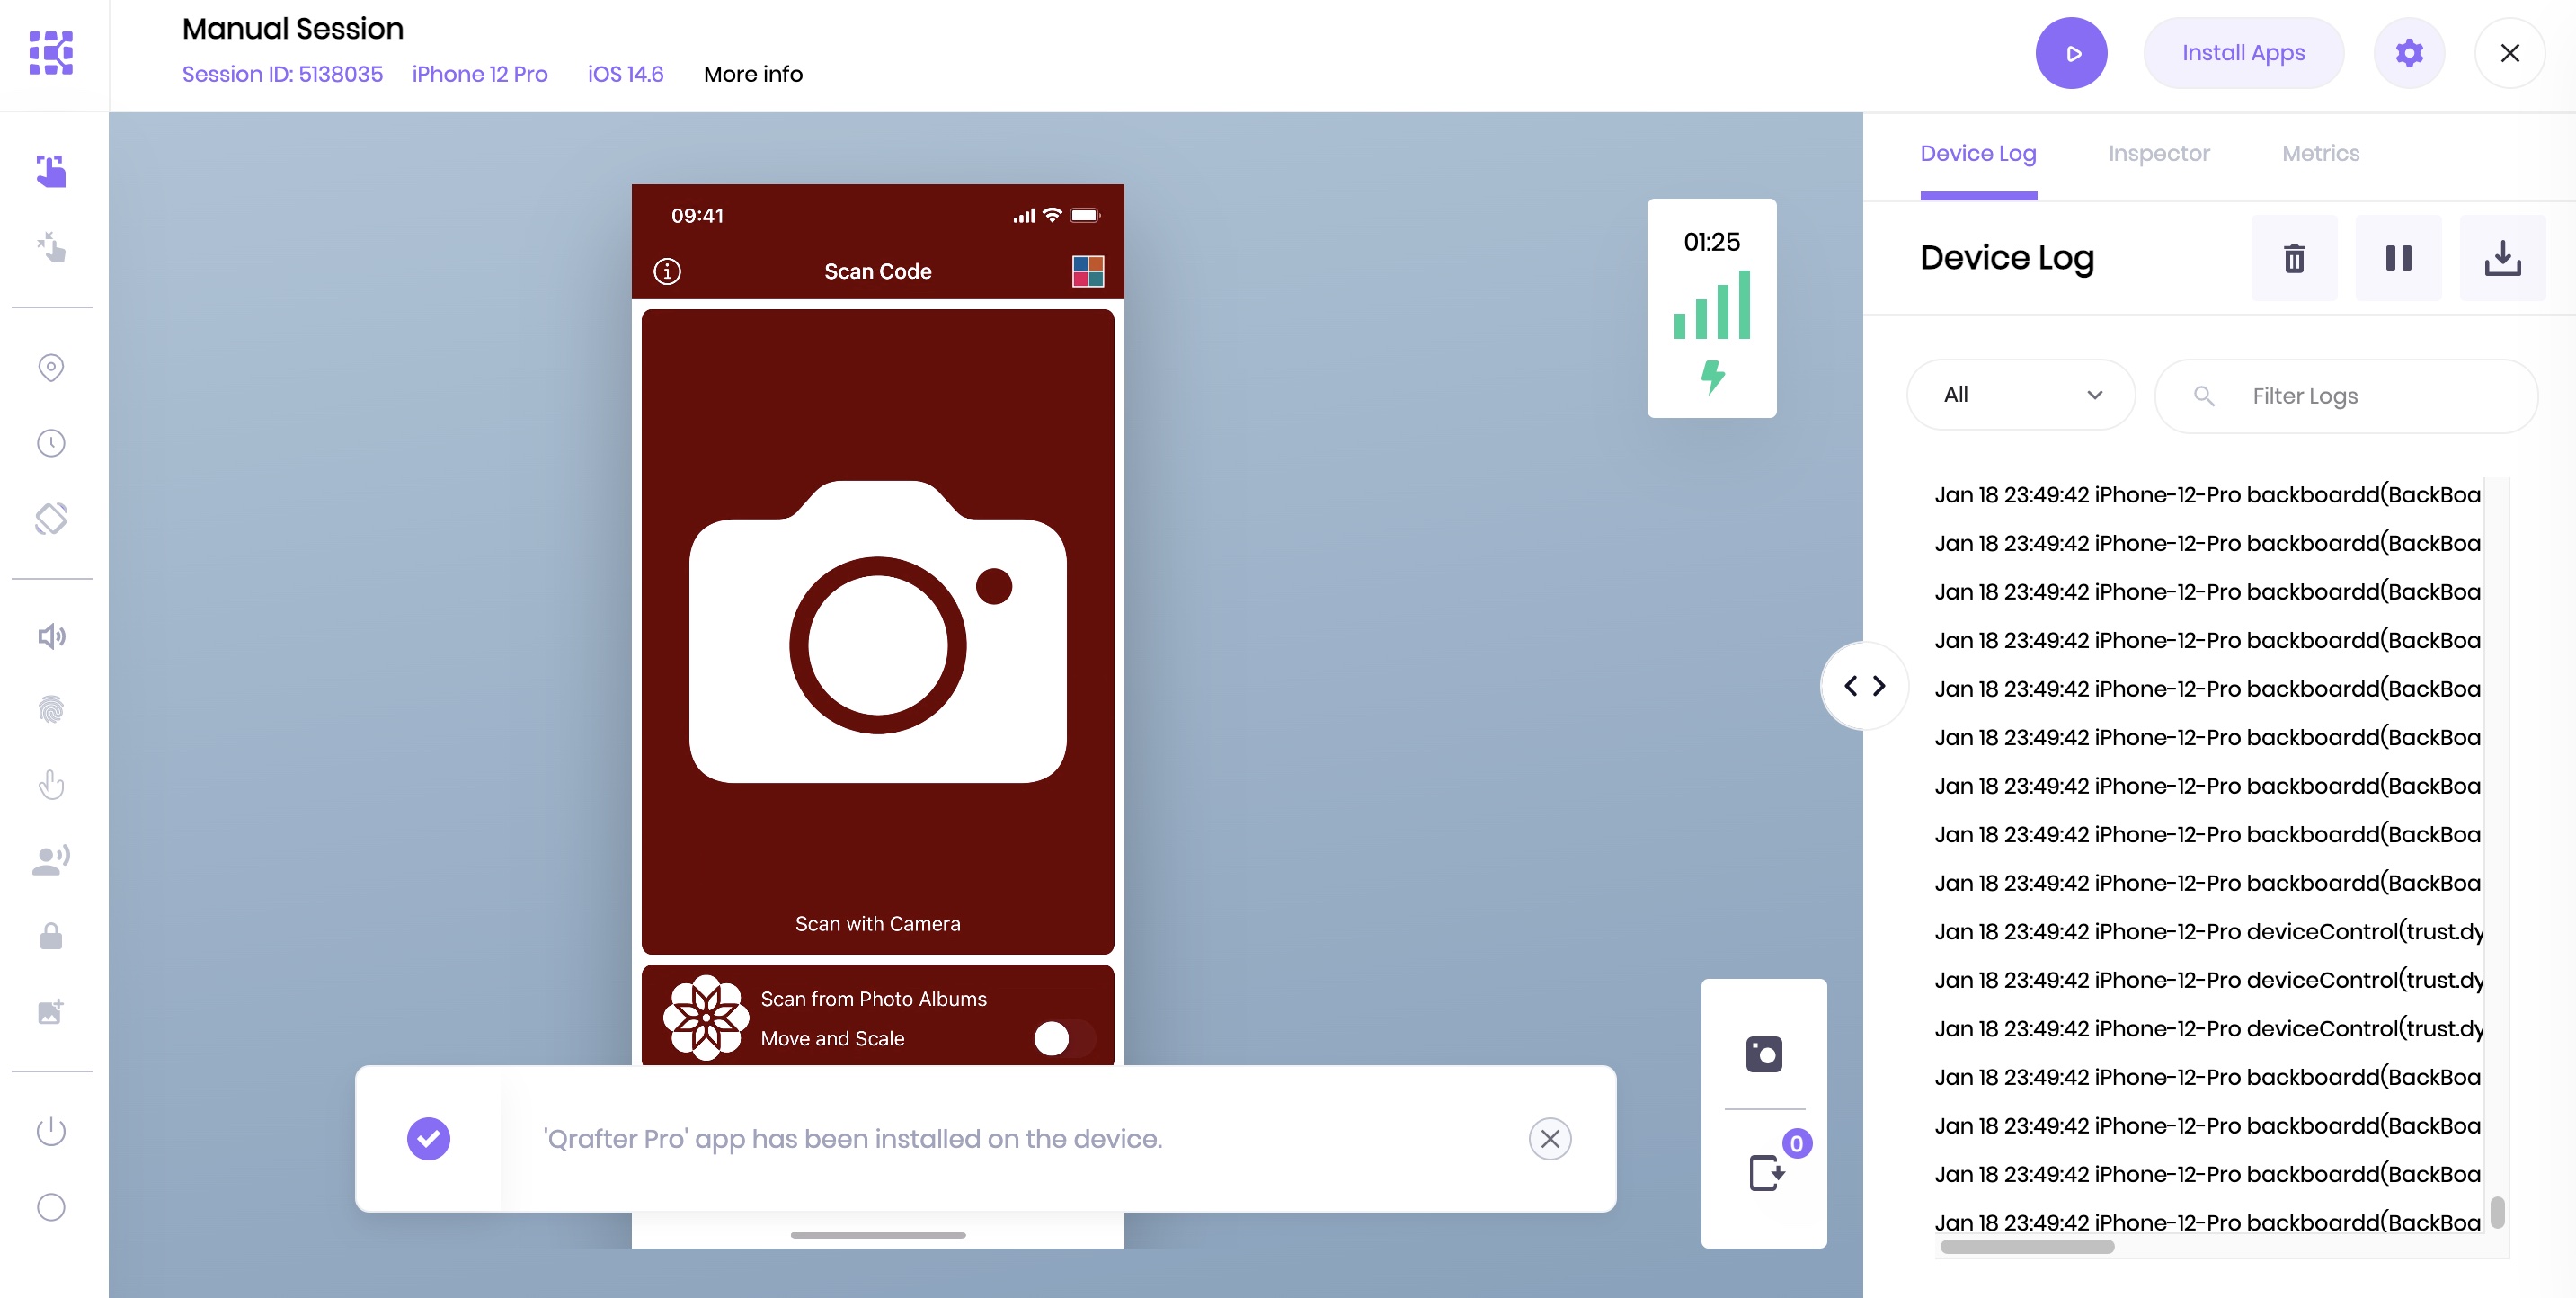 Manual Session
Session ID: 5138035 iPhone 12 Pro iOS 14.6 More info
Install Apps
09:41
Scan Code
Scan with Camera
Scan from Photo Albums
Move and Scale
'Qrafter Pro' app has been installed on the device.
01:25
0
Device Log Inspector Metrics
Device Log
All
Filter Logs
Jan 18 23:49:42 iPhone-12-Pro backboardd(BackBoa
Jan 18 23:49:42 iPhone-12-Pro backboardd(BackBoa
Jan 18 23:49:42 iPhone-12-Pro backboardd(BackBoa
Jan 18 23:49:42 iPhone-12-Pro backboardd(BackBoa
Jan 18 23:49:42 iPhone-12-Pro backboardd(BackBoa
Jan 18 23:49:42 iPhone-12-Pro backboardd(BackBoa
Jan 18 23:49:42 iPhone-12-Pro backboardd(BackBoa
Jan 18 23:49:42 iPhone-12-Pro backboardd(BackBoa
Jan 18 23:49:42 iPhone-12-Pro backboardd(BackBoa
Jan 18 23:49:42 iPhone-12-Pro deviceControl(trust.dy
Jan 18 23:49:42 iPhone-12-Pro deviceControl(trust.dy
Jan 18 23:49:42 iPhone-12-Pro deviceControl(trust.dy
Jan 18 23:49:42 iPhone-12-Pro backboardd(BackBoa
Jan 18 23:49:42 iPhone-12-Pro backboardd(BackBoa
Jan 18 23:49:42 iPhone-12-Pro backboardd(BackBoa
Jan 18 23:49:42 iPhone-12-Pro backboardd(BackBoa